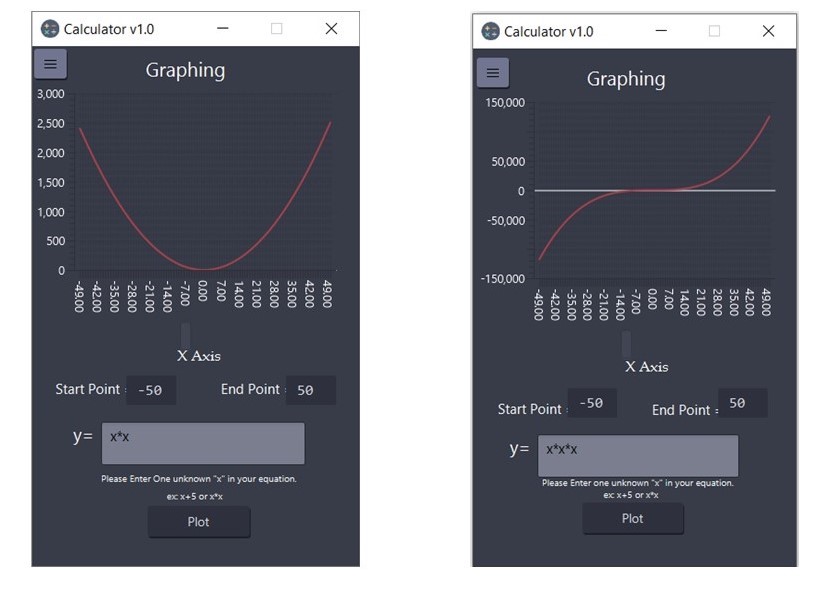 Calculator v1.0
Graphing
3,000
2,500
2,000
1,500
1,000
500
0
-49.00 -42.00 -35.00 -28.00 -21.00 -14.00 -7.00 0.00 7.00 14.00 21.00 28.00 35.00 42.00 49.00
X Axis
Start Point : -50 End Point : 50
y= x*x
Please Enter One unknown "x" in your equation.
ex: x+5 or x*x
Plot
Calculator v1.0
Graphing
150,000
50,000
0
-50,000
-150,000
-49.00 -42.00 -35.00 -28.00 -21.00 -14.00 -7.00 0.00 7.00 14.00 21.00 28.00 35.00 42.00 49.00
X Axis
Start Point : -50 End Point : 50
y= x*x*x
Please Enter one unknown "x" in your equation.
ex: x+5 or x*x
Plot